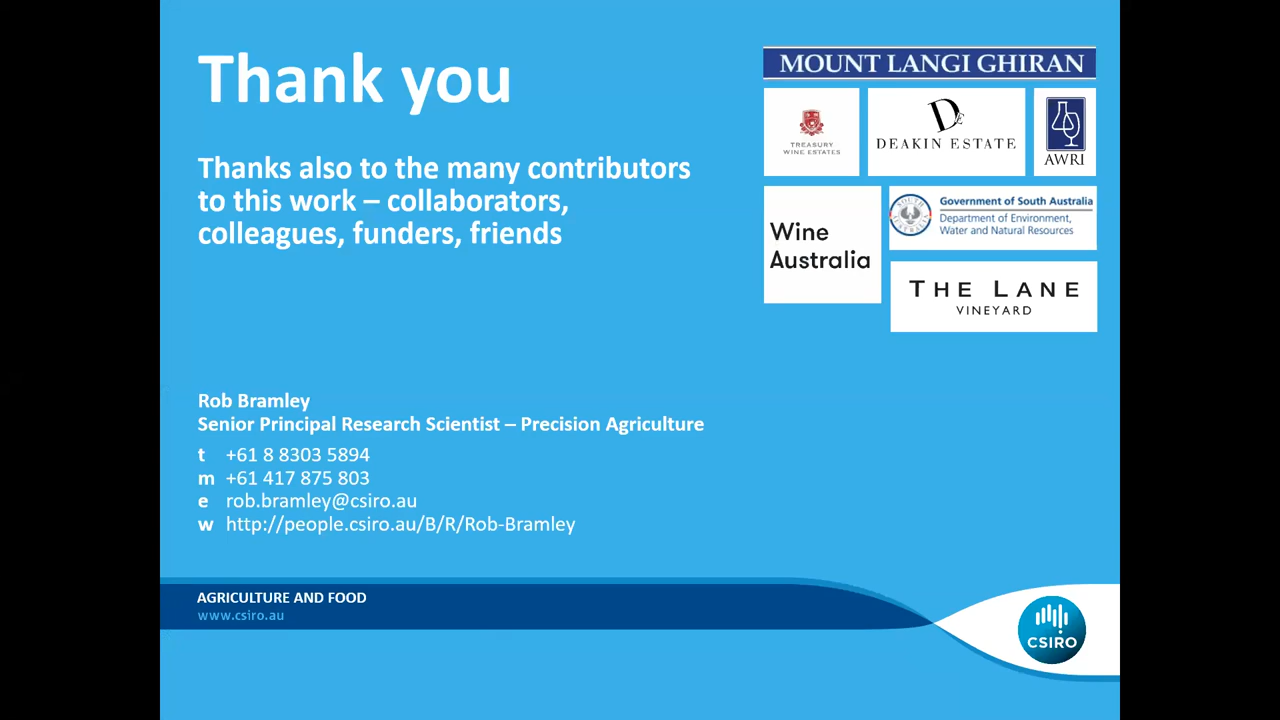 Thank you
Thanks also to the many contributors
to this work – collaborators,
colleagues, funders, friends
MOUNT LANGI GHIRAN
TREASURY
WINE ESTATES
DE
DEAKIN ESTATE
AWRI
Wine
Australia
Government of South Australia
Department of Environment,
Water and Natural Resources
THE LANE
VINEYARD
Rob Bramley
Senior Principal Research Scientist – Precision Agriculture
t +61 8 8303 5894
m +61 417 875 803
e rob.bramley@csiro.au
w http://people.csiro.au/B/R/Rob-Bramley
AGRICULTURE AND FOOD
www.csiro.au
CSIRO